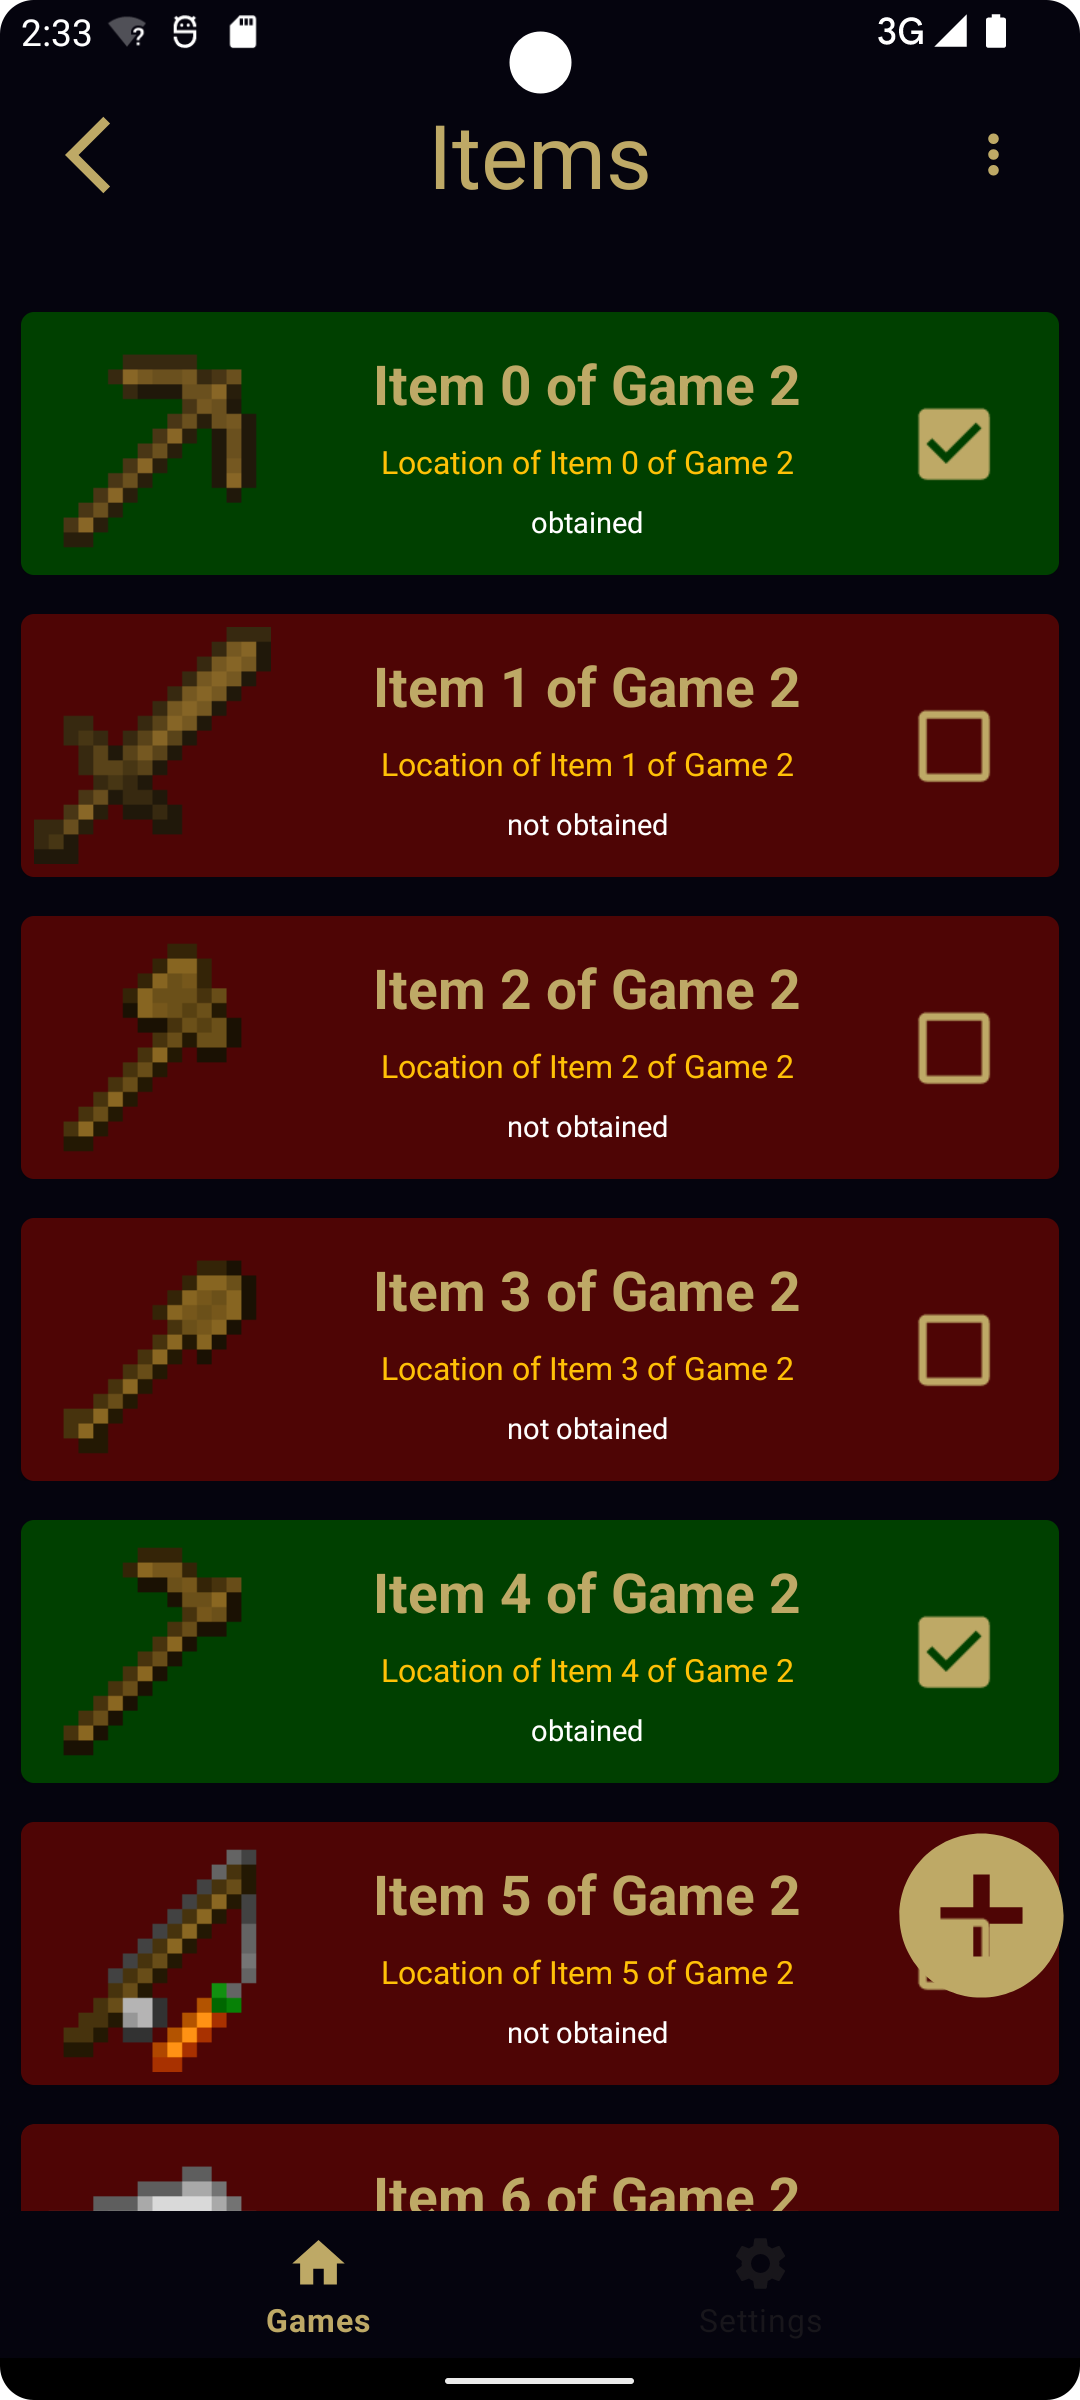 2:33
3G
Items
Item 0 of Game 2
Location of Item 0 of Game 2
obtained
Item 1 of Game 2
Location of Item 1 of Game 2
not obtained
Item 2 of Game 2
Location of Item 2 of Game 2
not obtained
Item 3 of Game 2
Location of Item 3 of Game 2
not obtained
Item 4 of Game 2
Location of Item 4 of Game 2
obtained
Item 5 of Game 2
Location of Item 5 of Game 2
not obtained
Item 6 of Game 2
Games
Settings